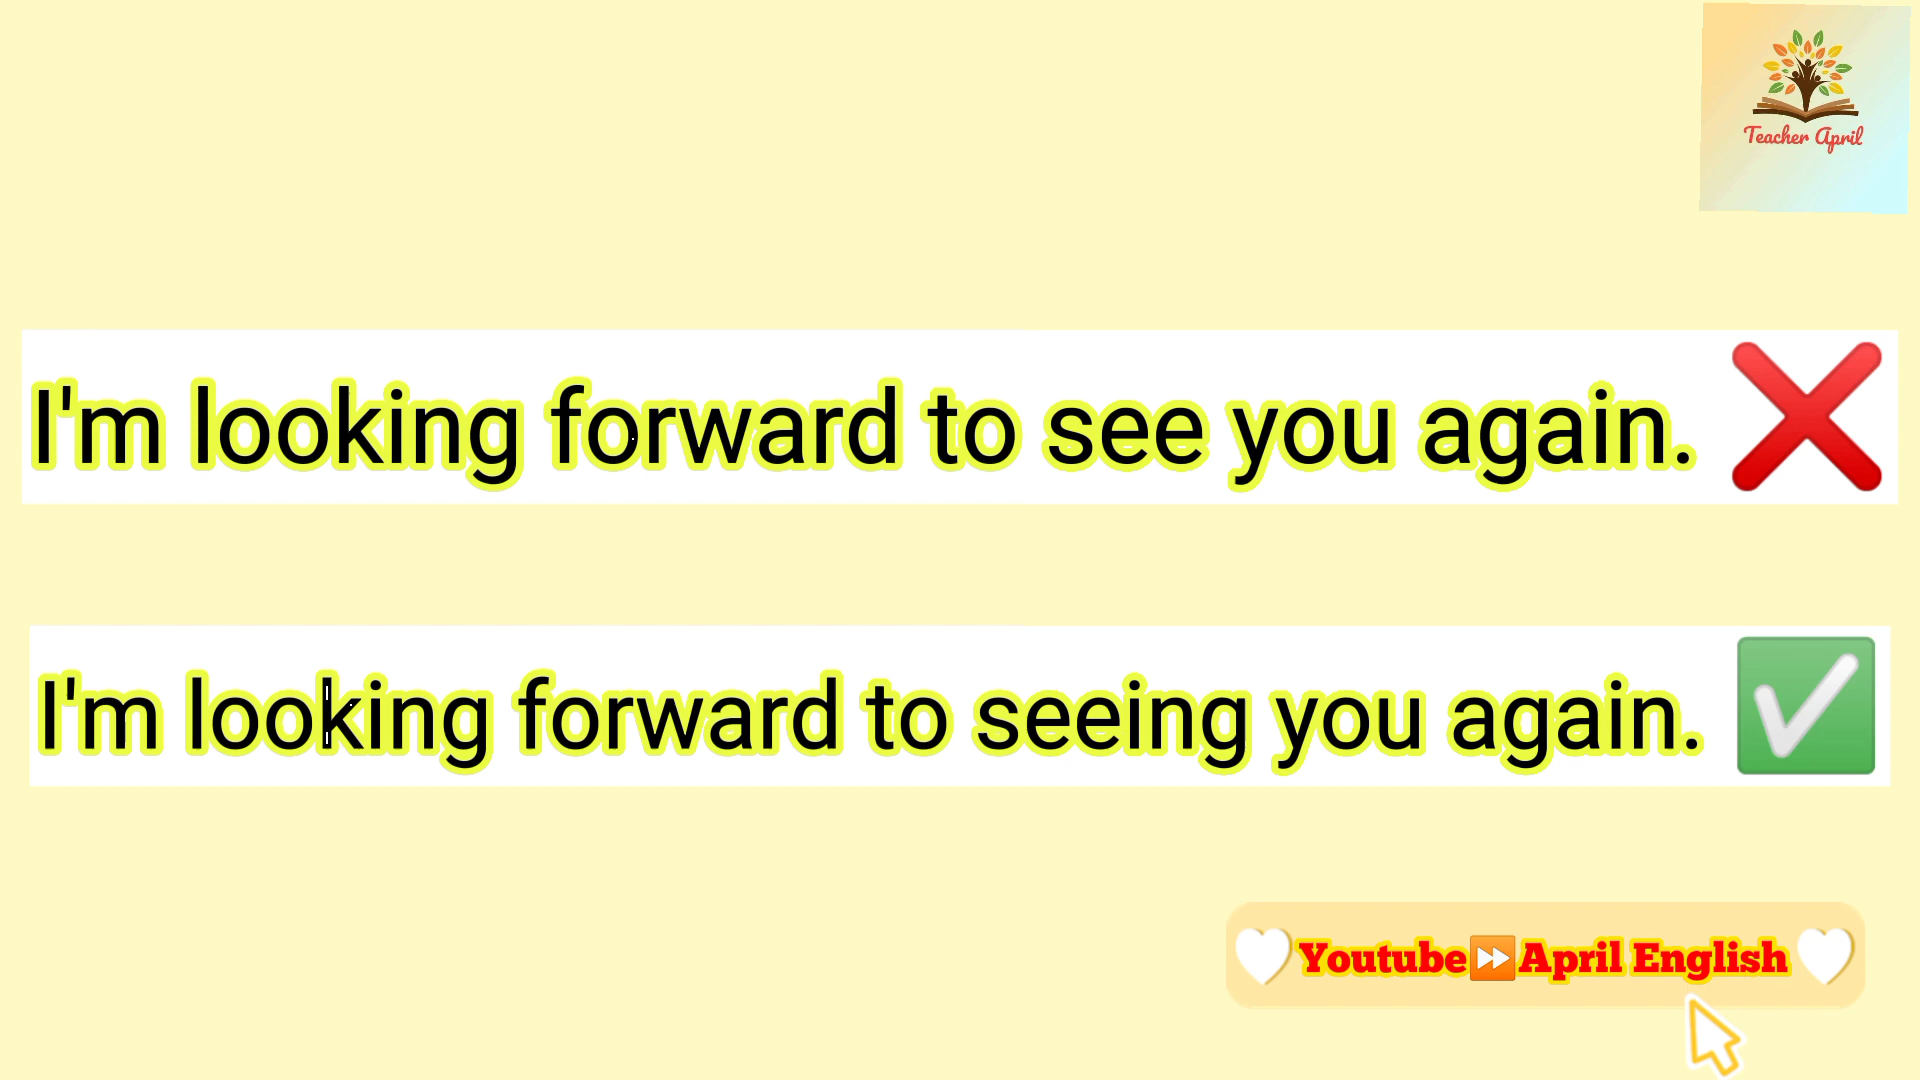 Teacher April
I'm looking forward to see you again. ❌
I'm looking forward to seeing you again. ✅
Youtube⏩April English